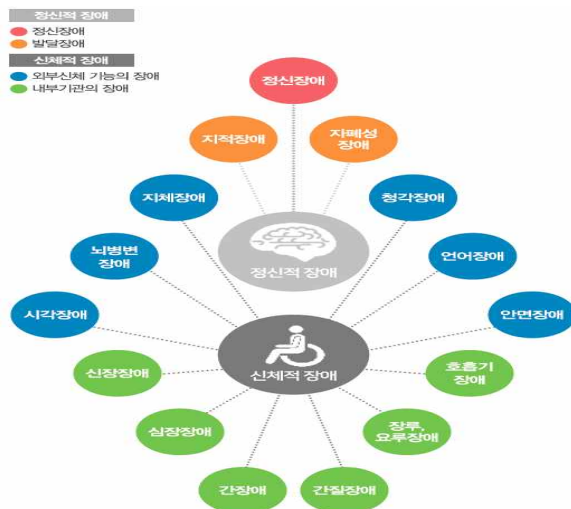 정신적 장애
정신장애
발달장애
신체적 장애
외부신체 기능의 장애
내부기관의 장애
정신장애
지적장애
자폐성
장애
지체장애
청각장애
정신적 장애
뇌병변
장애
언어장애
시각장애
안면장애
신체적 장애
신장장애
호흡기
장애
심장장애
장루,
요루장애
간장애
간질장애